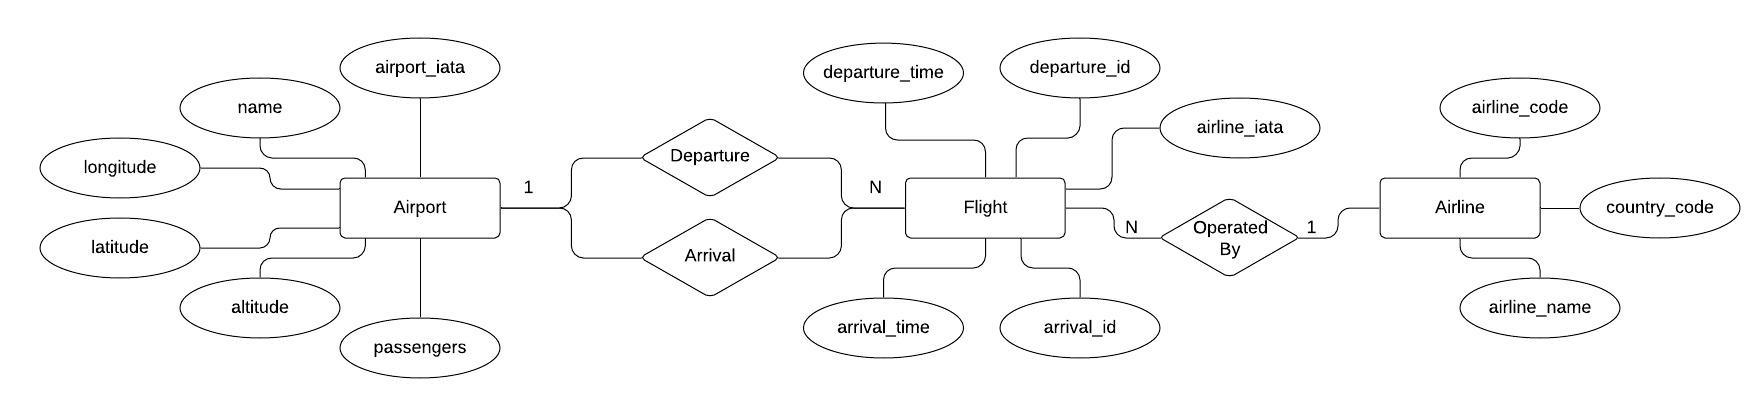 airport_iata
departure_time
departure_id
name
airline_code
airline_iata
longitude
Departure
1
N
Airport
Flight
Airline
country_code
N
Operated
By
1
latitude
Arrival
altitude
airline_name
arrival_time
arrival_id
passengers